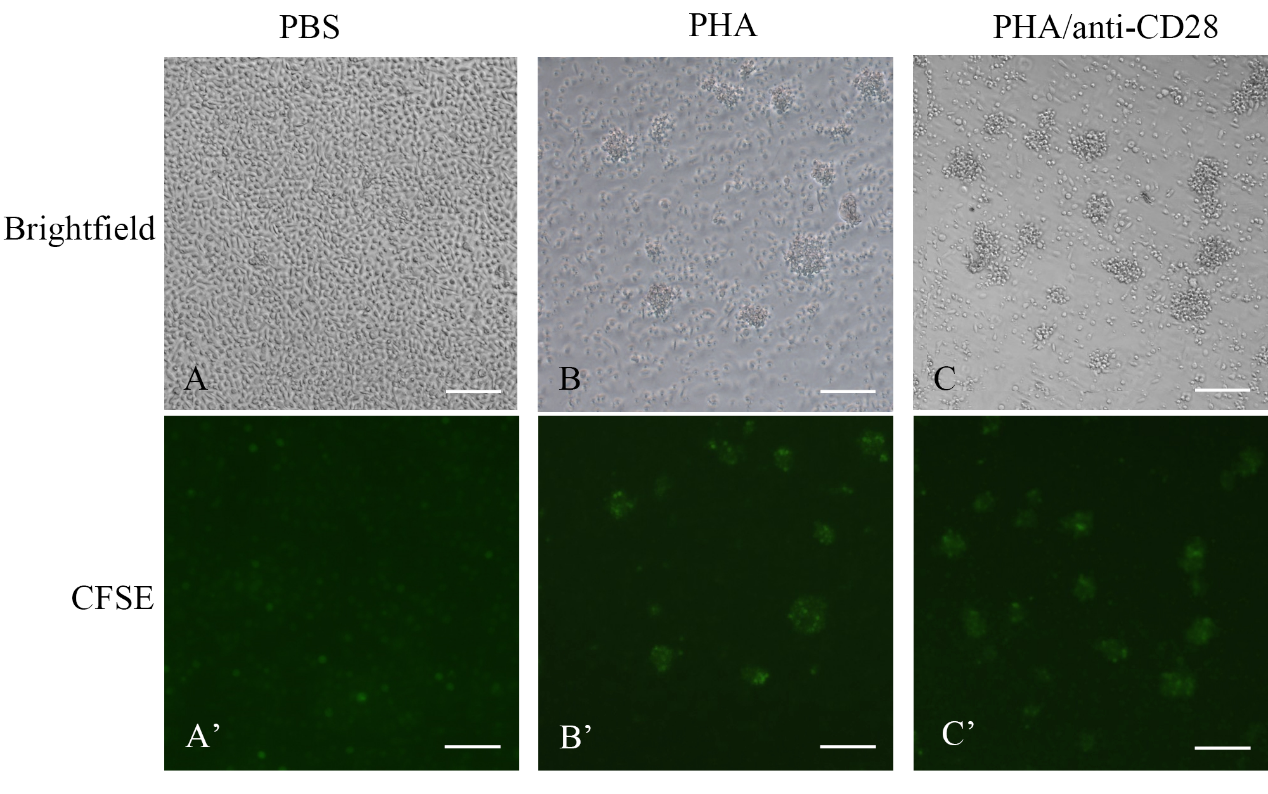 PBS
PHA
PHA/anti-CD28
Brightfield
A
B
C
CFSE
A’
B’
C’